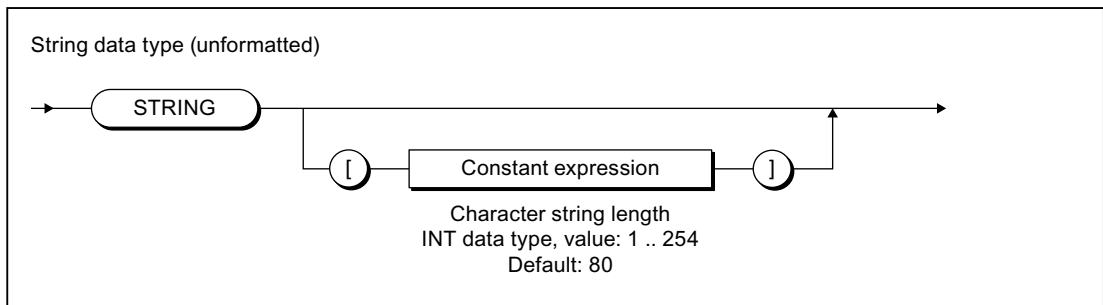 String data type (unformatted)
STRING
[
Constant expression
]
Character string length
INT data type, value: 1 .. 254
Default: 80